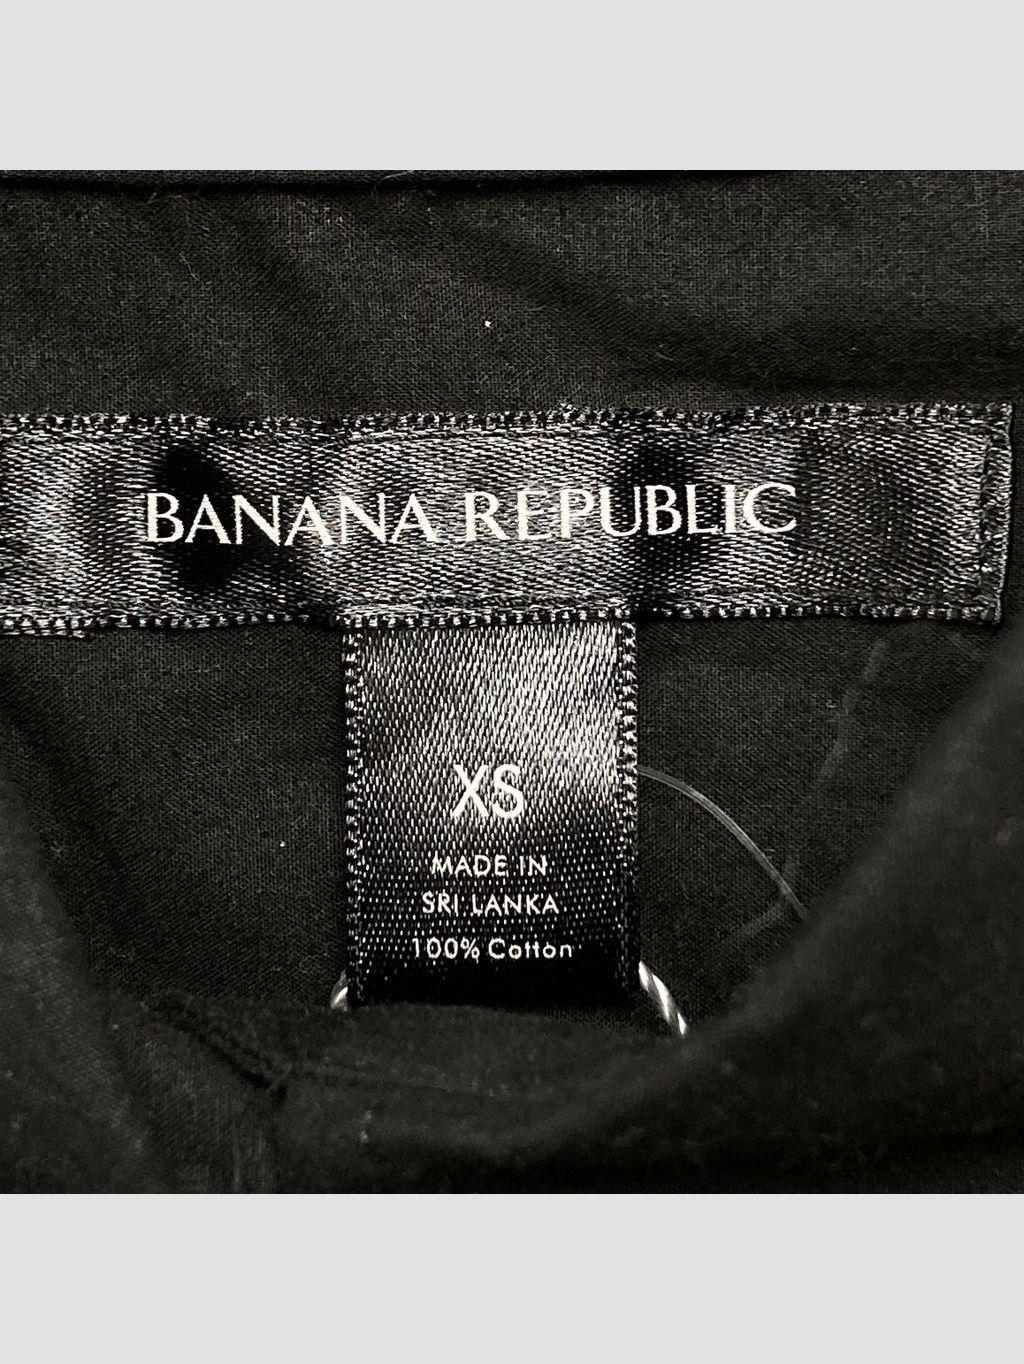 BANANA REPUBLIC
XS
MADE IN
SRI LANKA
100% Cotton